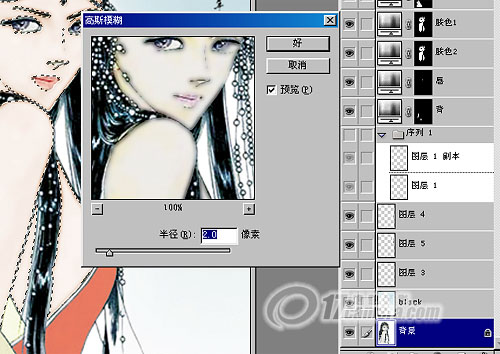 高斯模糊
好
取消
预览(P)
100%
半径(R): 2.0 像素
肤色1
肤色2
唇
背
序列 1
图层 1 副本
图层 1
图层 4
图层 5
图层 3
black
背景